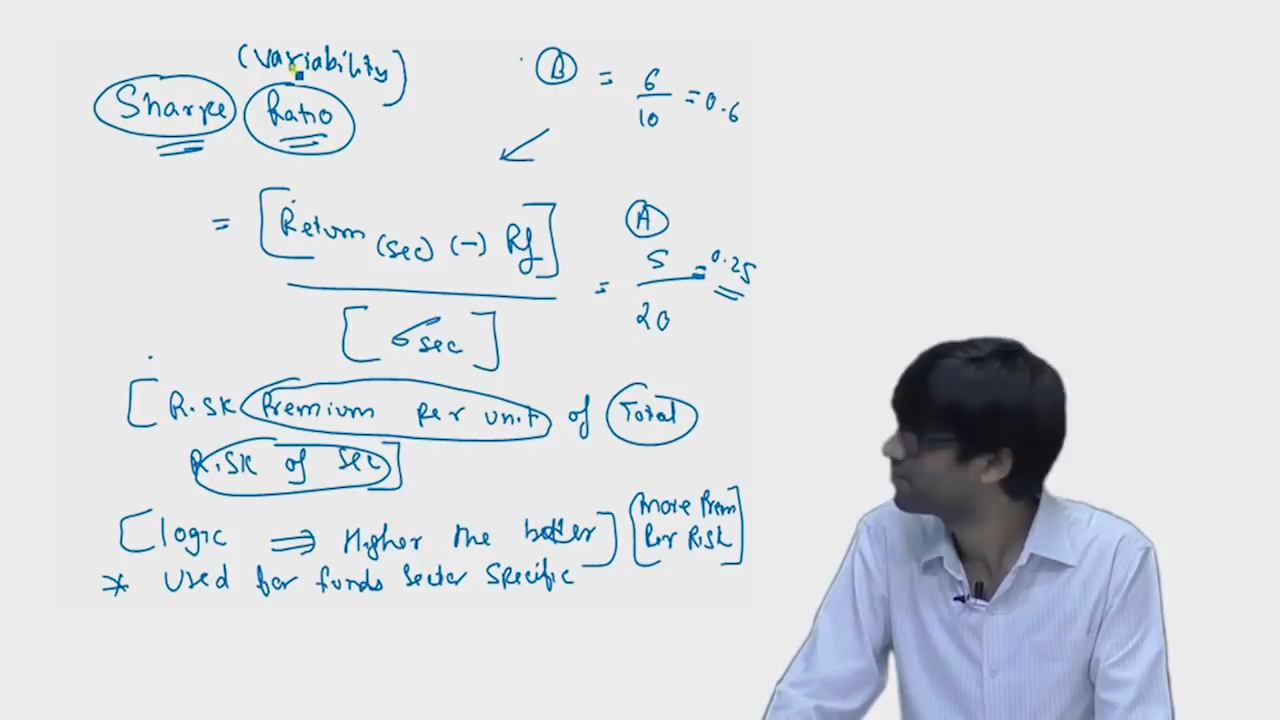 (Variability)
Sharpe Ratio
B = 6/10 = 0.6
= [Return (sec) (-) Rf] / [σ sec]
A = 5/20 = 0.25
[Risk Premium per unit of Total
Risk of sec]
[logic ⇒ Higher the better] [more Prem
Per Risk]
* used for funds sector specific